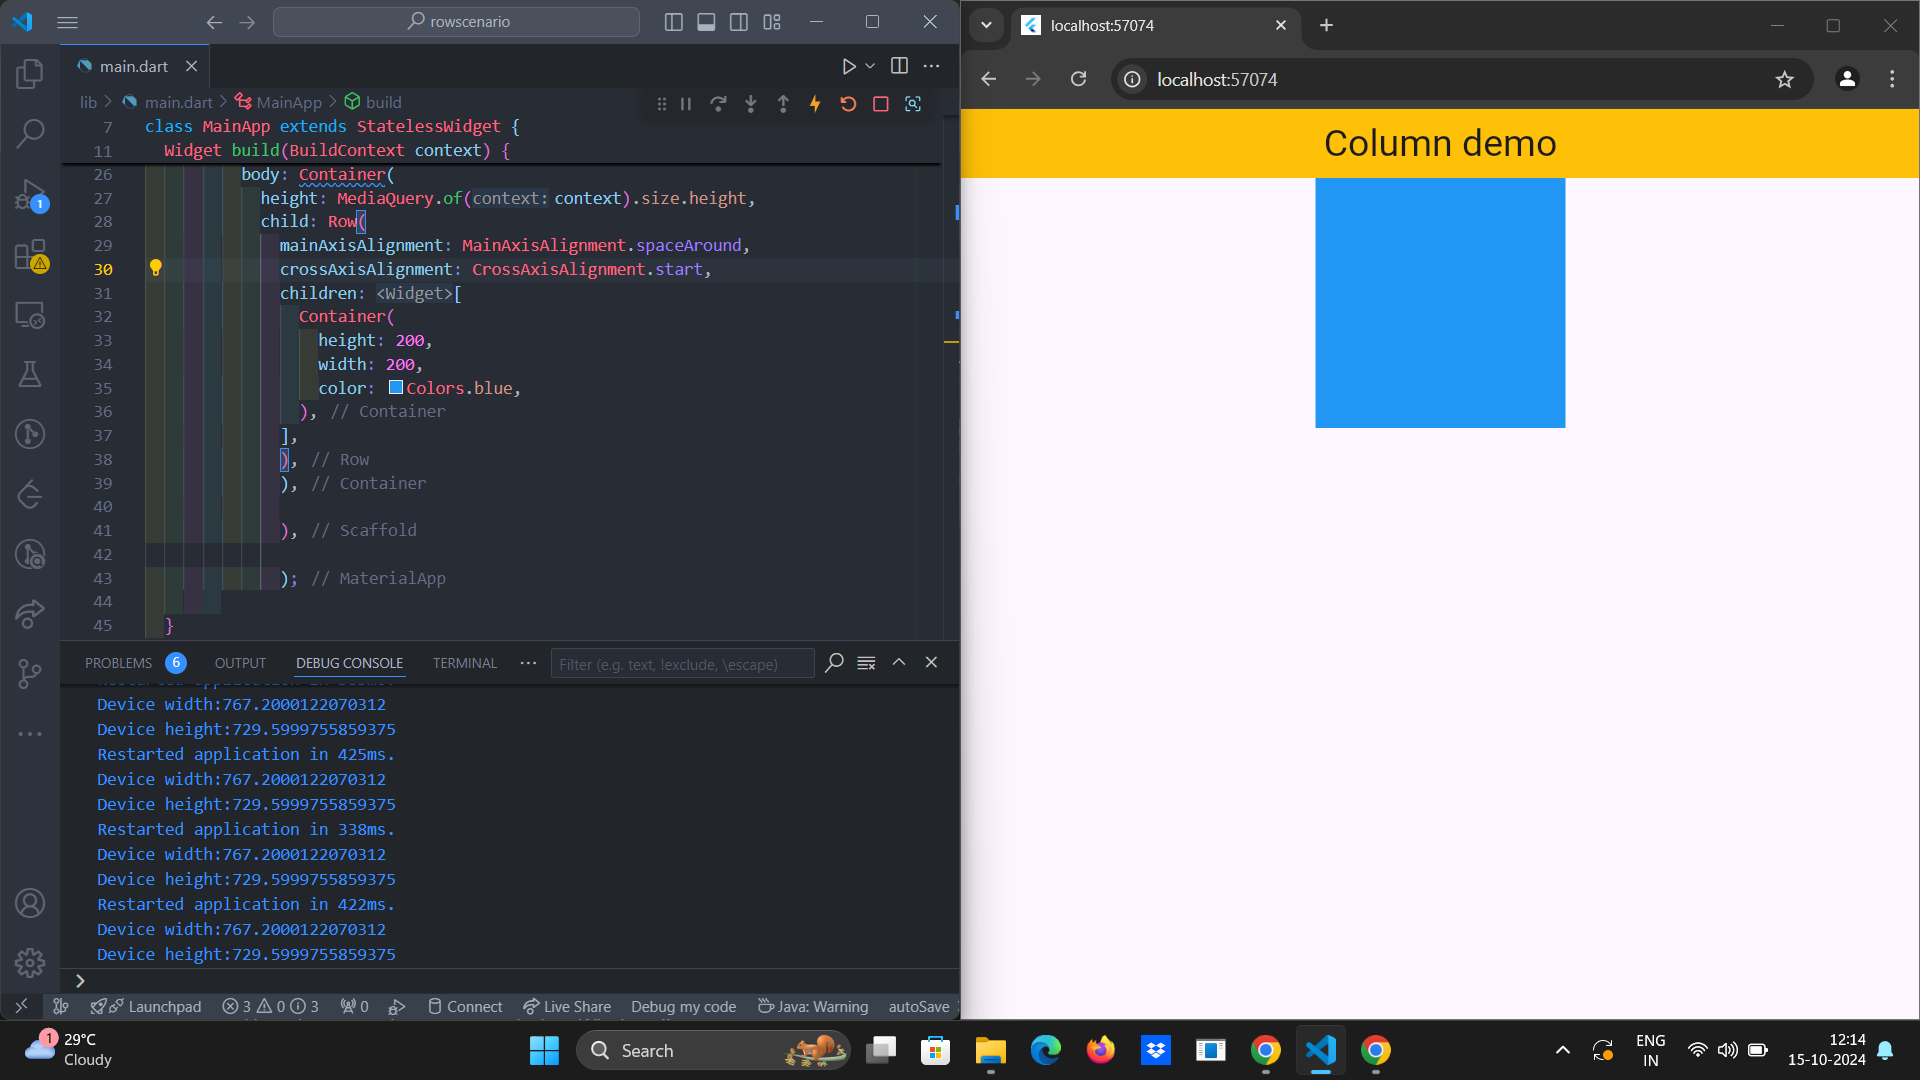 rowscenario
main.dart
lib > main.dart > MainApp > build
7 class MainApp extends StatelessWidget {
11 Widget build(BuildContext context) {
26 body: Container(
27 height: MediaQuery.of(context: context).size.height,
28 child: Row(
29 mainAxisAlignment: MainAxisAlignment.spaceAround,
30 crossAxisAlignment: CrossAxisAlignment.start,
31 children: <Widget>[
32 Container(
33 height: 200,
34 width: 200,
35 color: Colors.blue,
36 ), // Container
37 ],
38 ), // Row
39 ), // Container
40
41 ), // Scaffold
42
43 ); // MaterialApp
44
45 }
PROBLEMS 6 OUTPUT DEBUG CONSOLE TERMINAL Filter (e.g. text, !exclude, \escape)
Device width:767.2000122070312
Device height:729.5999755859375
Restarted application in 425ms.
Device width:767.2000122070312
Device height:729.5999755859375
Restarted application in 338ms.
Device width:767.2000122070312
Device height:729.5999755859375
Restarted application in 422ms.
Device width:767.2000122070312
Device height:729.5999755859375
1
Launchpad 3 0 3 0 Connect Live Share Debug my code Java: Warning autoSave
localhost:57074
localhost:57074
Column demo
1
29°C
Cloudy
Search
ENG
IN
12:14
15-10-2024